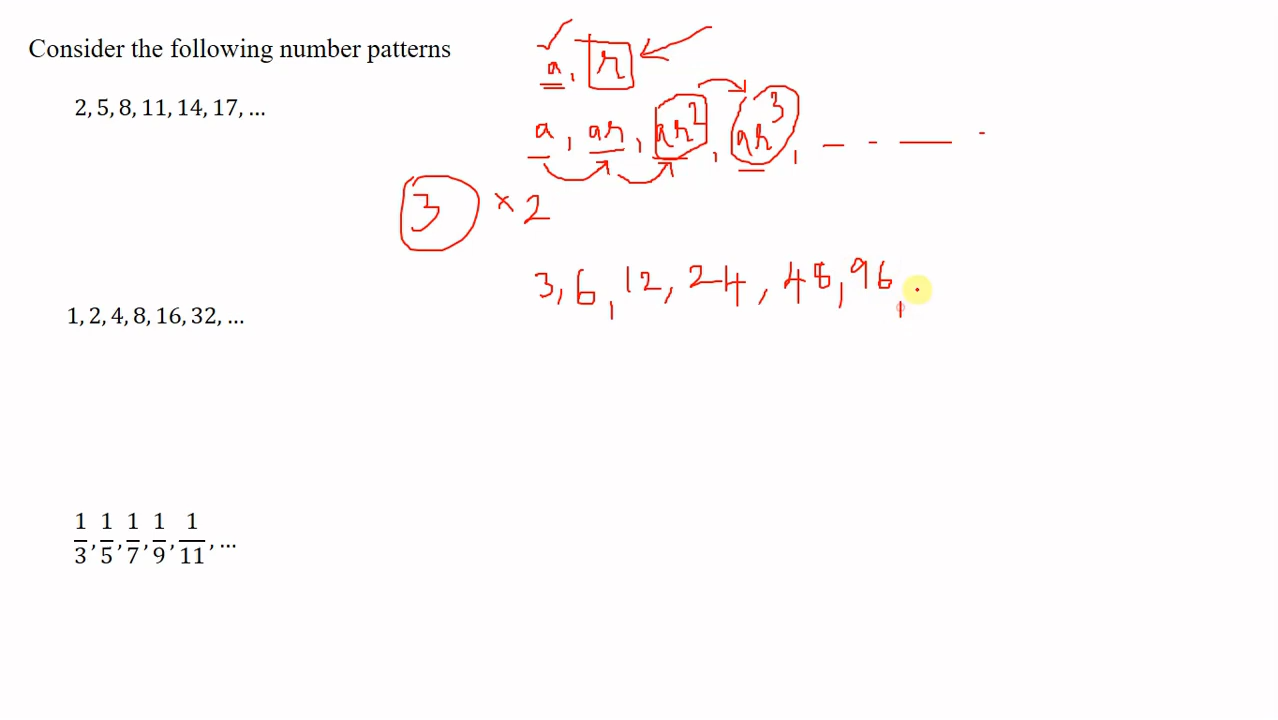 Consider the following number patterns
a, r
2, 5, 8, 11, 14, 17, …
a, ar, ar², ar³, – - — -
3 × 2
3, 6, 12, 24, 48, 96,
1, 2, 4, 8, 16, 32, …
1/3, 1/5, 1/7, 1/9, 1/11, …